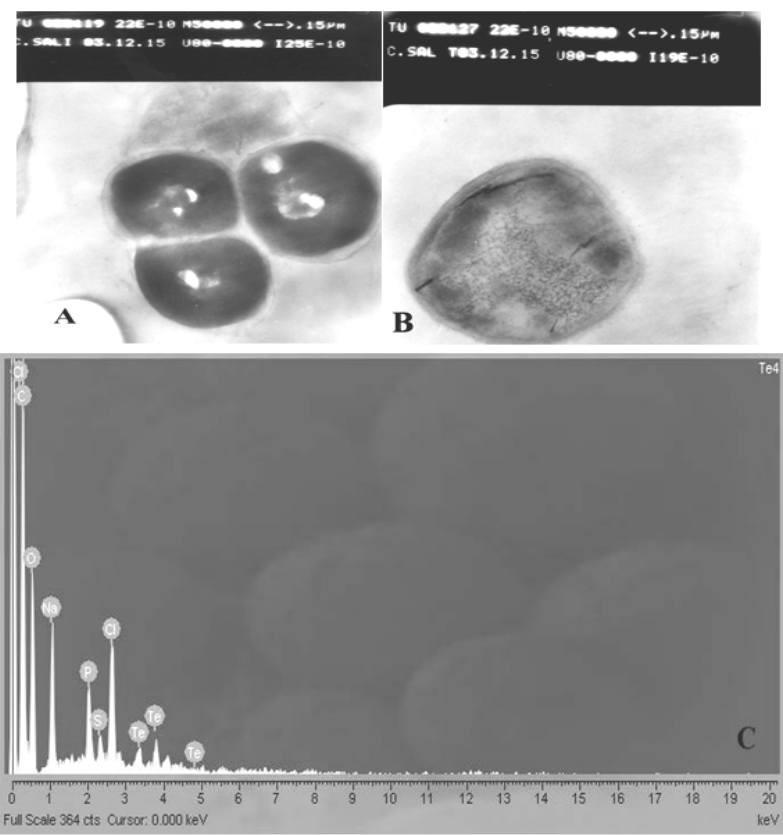 TU 22E-10 M50000 <-->.15µm
C.SALI 03.12.15 U80- I25E-10
A
TU 22E-10 M50000 <-->.15µm
C.SAL T03.12.15 U80- I19E-10
B
Te4
Cl
C
O
Na
Cl
P
S
Te
Te
Te
C
0 1 2 3 4 5 6 7 8 9 10 11 12 13 14 15 16 17 18 19 20
Full Scale 364 cts Cursor: 0.000 keV keV